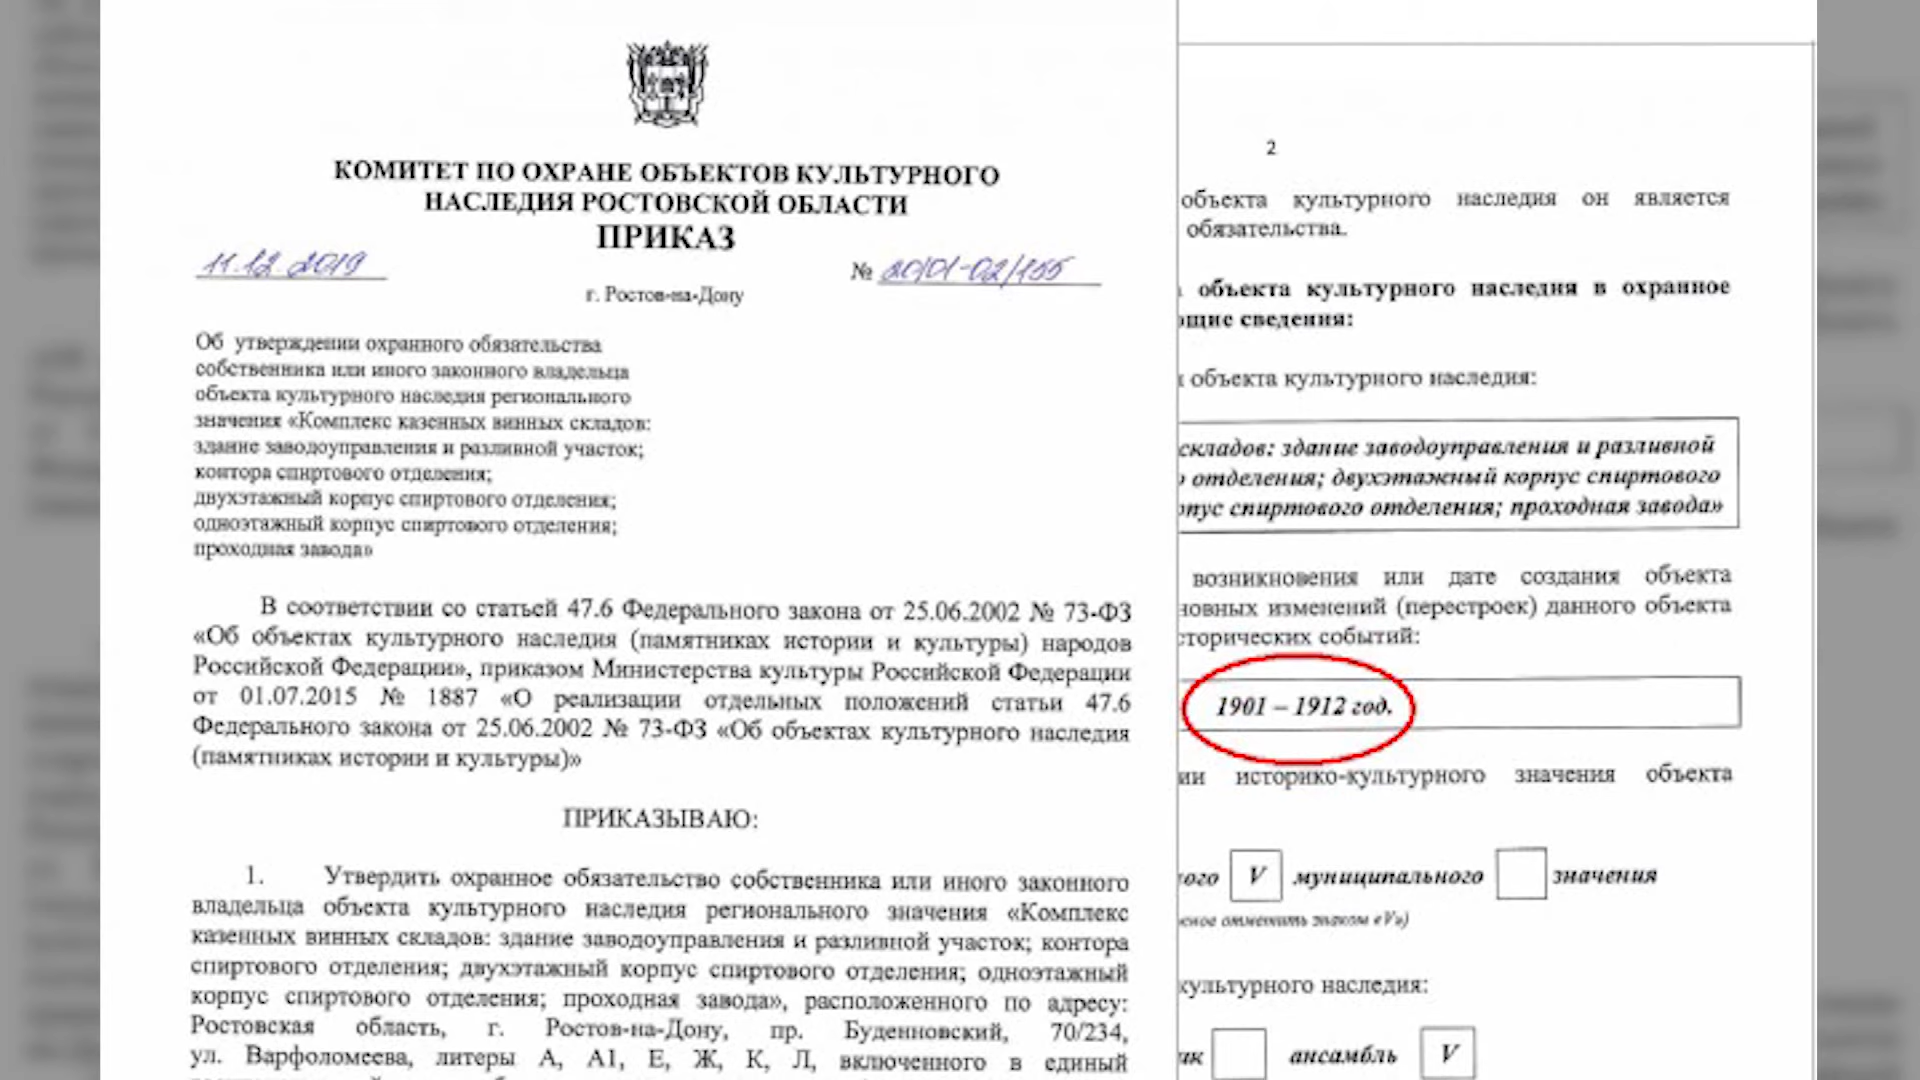 КОМИТЕТ ПО ОХРАНЕ ОБЪЕКТОВ КУЛЬТУРНОГО
НАСЛЕДИЯ РОСТОВСКОЙ ОБЛАСТИ
ПРИКАЗ
11.12.2019 № 20/01-02/155
г. Ростов-на-Дону
Об утверждении охранного обязательства
собственника или иного законного владельца
объекта культурного наследия регионального
значения «Комплекс казенных винных складов:
здание заводоуправления и разливной участок;
контора спиртового отделения;
двухэтажный корпус спиртового отделения;
одноэтажный корпус спиртового отделения;
проходная завода»
В соответствии со статьей 47.6 Федерального закона от 25.06.2002 № 73-ФЗ
«Об объектах культурного наследия (памятниках истории и культуры) народов
Российской Федерации», приказом Министерства культуры Российской Федерации
от 01.07.2015 № 1887 «О реализации отдельных положений статьи 47.6
Федерального закона от 25.06.2002 № 73-ФЗ «Об объектах культурного наследия
(памятниках истории и культуры)»
ПРИКАЗЫВАЮ:
1. Утвердить охранное обязательство собственника или иного законного
владельца объекта культурного наследия регионального значения «Комплекс
казенных винных складов: здание заводоуправления и разливной участок; контора
спиртового отделения; двухэтажный корпус спиртового отделения; одноэтажный
корпус спиртового отделения; проходная завода», расположенного по адресу:
Ростовская область, г. Ростов-на-Дону, пр. Буденновский, 70/234,
ул. Варфоломеева, литеры А, А1, Е, Ж, К, Л, включенного в единый
2
объекта культурного наследия он является
обязательства.
объекта культурного наследия в охранное
сведения:
объекта культурного наследия:
складов: здание заводоуправления и разливной
отделения; двухэтажный корпус спиртового
спиртового отделения; проходная завода»
возникновения или дате создания объекта
изменений (перестроек) данного объекта
событий:
1901 – 1912 год.
историко-культурного значения объекта
V муниципального значения
отметить знаком «V»)
культурного наследия:
ансамбль V